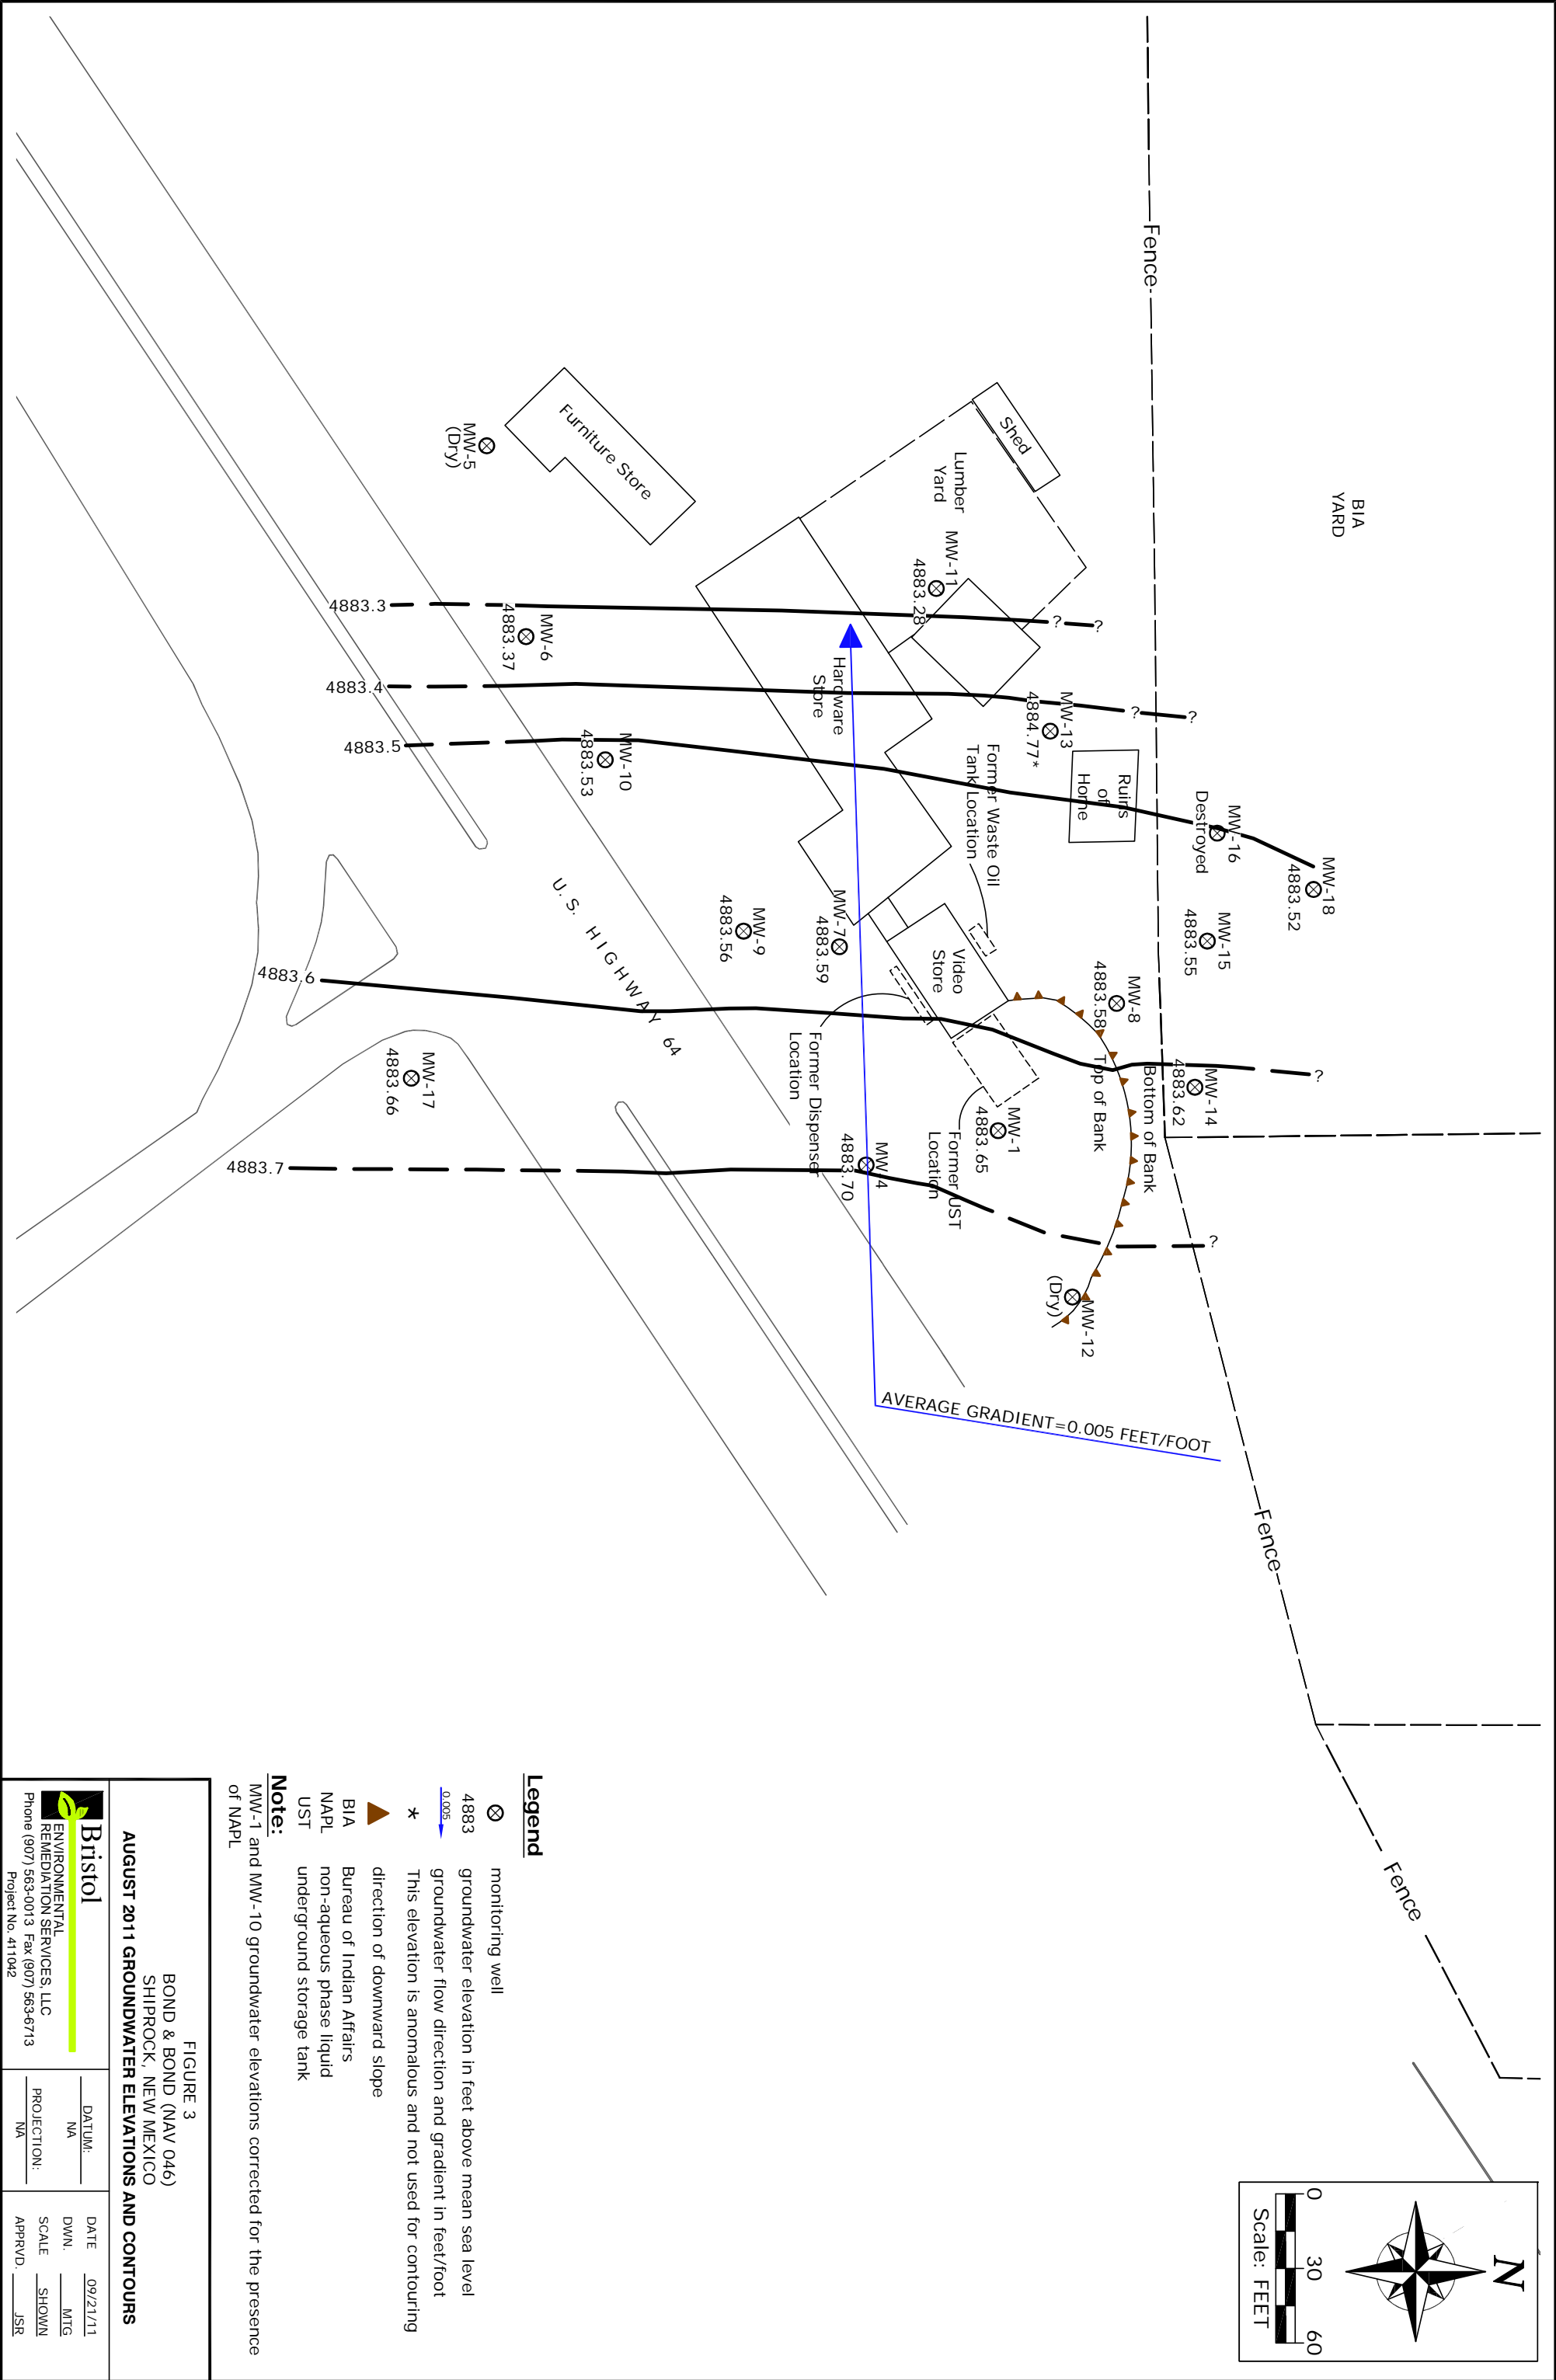 Fence
BIA
YARD
Shed
Lumber
Yard
Furniture Store
MW-5
(Dry)
MW-11
4883.28
MW-6
4883.37
4883.3
?
?
4883.4
?
?
4883.5
Hardware
Store
MW-13
4884.77*
MW-10
4883.53
Former Waste Oil
Tank Location
Ruins
of
Home
MW-16
Destroyed
MW-18
4883.52
MW-15
4883.55
MW-9
4883.56
MW-7
4883.59
Video
Store
MW-8
4883.58
U.S. HIGHWAY 64
4883.6
?
MW-17
4883.66
Former Dispenser
Location
Top of Bank
Bottom of Bank
MW-14
4883.62
MW-1
4883.65
Former UST
Location
MW-4
4883.70
4883.7
?
MW-12
(Dry)
AVERAGE GRADIENT=0.005 FEET/FOOT
Fence
Fence
N
0 30 60
Scale: FEET
Legend
monitoring well
4883 groundwater elevation in feet above mean sea level
0.005 groundwater flow direction and gradient in feet/foot
* This elevation is anomalous and not used for contouring
direction of downward slope
BIA Bureau of Indian Affairs
NAPL non-aqueous phase liquid
UST underground storage tank
Note:
MW-1 and MW-10 groundwater elevations corrected for the presence
of NAPL
FIGURE 3
BOND & BOND (NAV 046)
SHIPROCK, NEW MEXICO
AUGUST 2011 GROUNDWATER ELEVATIONS AND CONTOURS
Bristol
ENVIRONMENTAL
REMEDIATION SERVICES, LLC
Phone (907) 563-0013 Fax (907) 563-6713
Project No. 411042
DATUM:
NA
PROJECTION:
NA
DATE 09/21/11
DWN. MTG
SCALE SHOWN
APPRVD. JSR